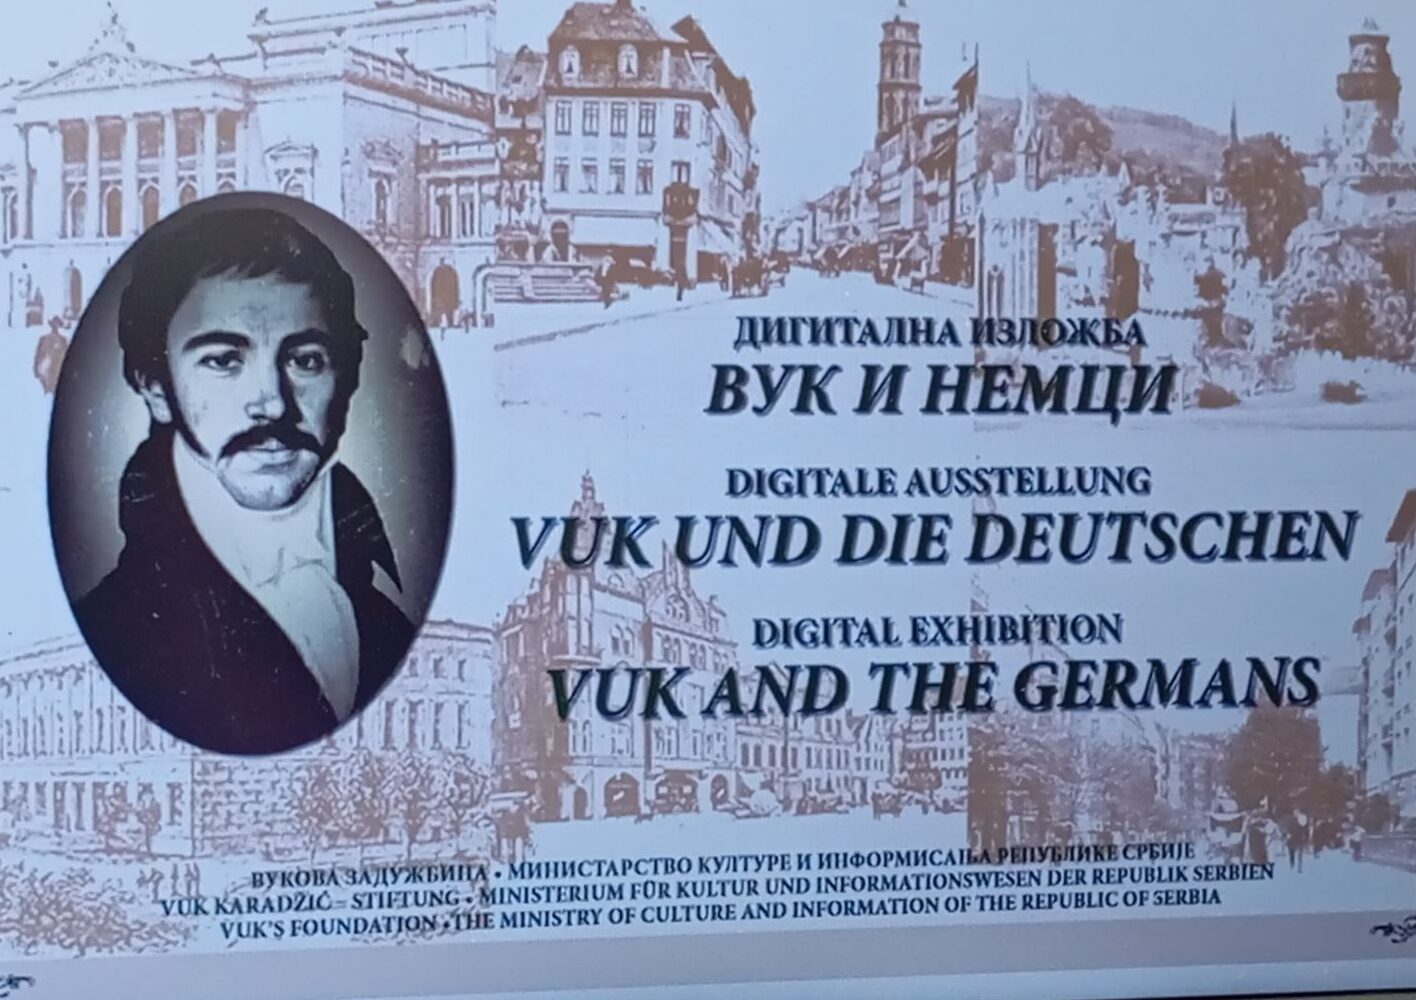 ДИГИТАЛНА ИЗЛОЖБА
ВУК И НЕМЦИ
DIGITALE AUSSTELLUNG
VUK UND DIE DEUTSCHEN
DIGITAL EXHIBITION
VUK AND THE GERMANS
ВУКОВА ЗАДУЖБИНА • МИНИСТАРСТВО КУЛТУРЕ И ИНФОРМИСАЊА РЕПУБЛИКЕ СРБИЈЕ
VUK KARADŽIĆ – STIFTUNG • MINISTERIUM FÜR KULTUR UND INFORMATIONSWESEN DER REPUBLIK SERBIEN
VUK'S FOUNDATION • THE MINISTRY OF CULTURE AND INFORMATION OF THE REPUBLIC OF SERBIA